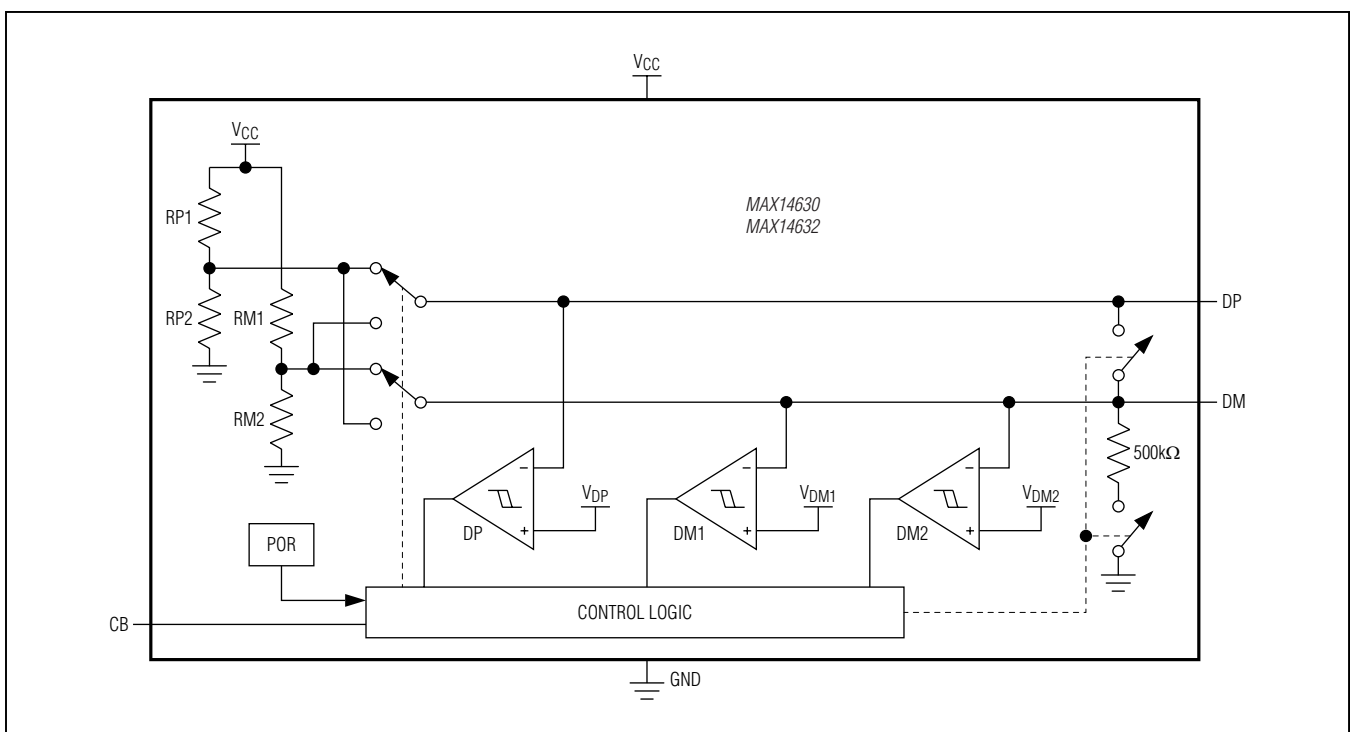 VCC
VCC
MAX14630
MAX14632
RP1
RP2
RM1
DP
DM
RM2
500kΩ
VDP
VDM1
VDM2
−
−
−
+
+
+
DP
DM1
DM2
POR
CONTROL LOGIC
CB
GND